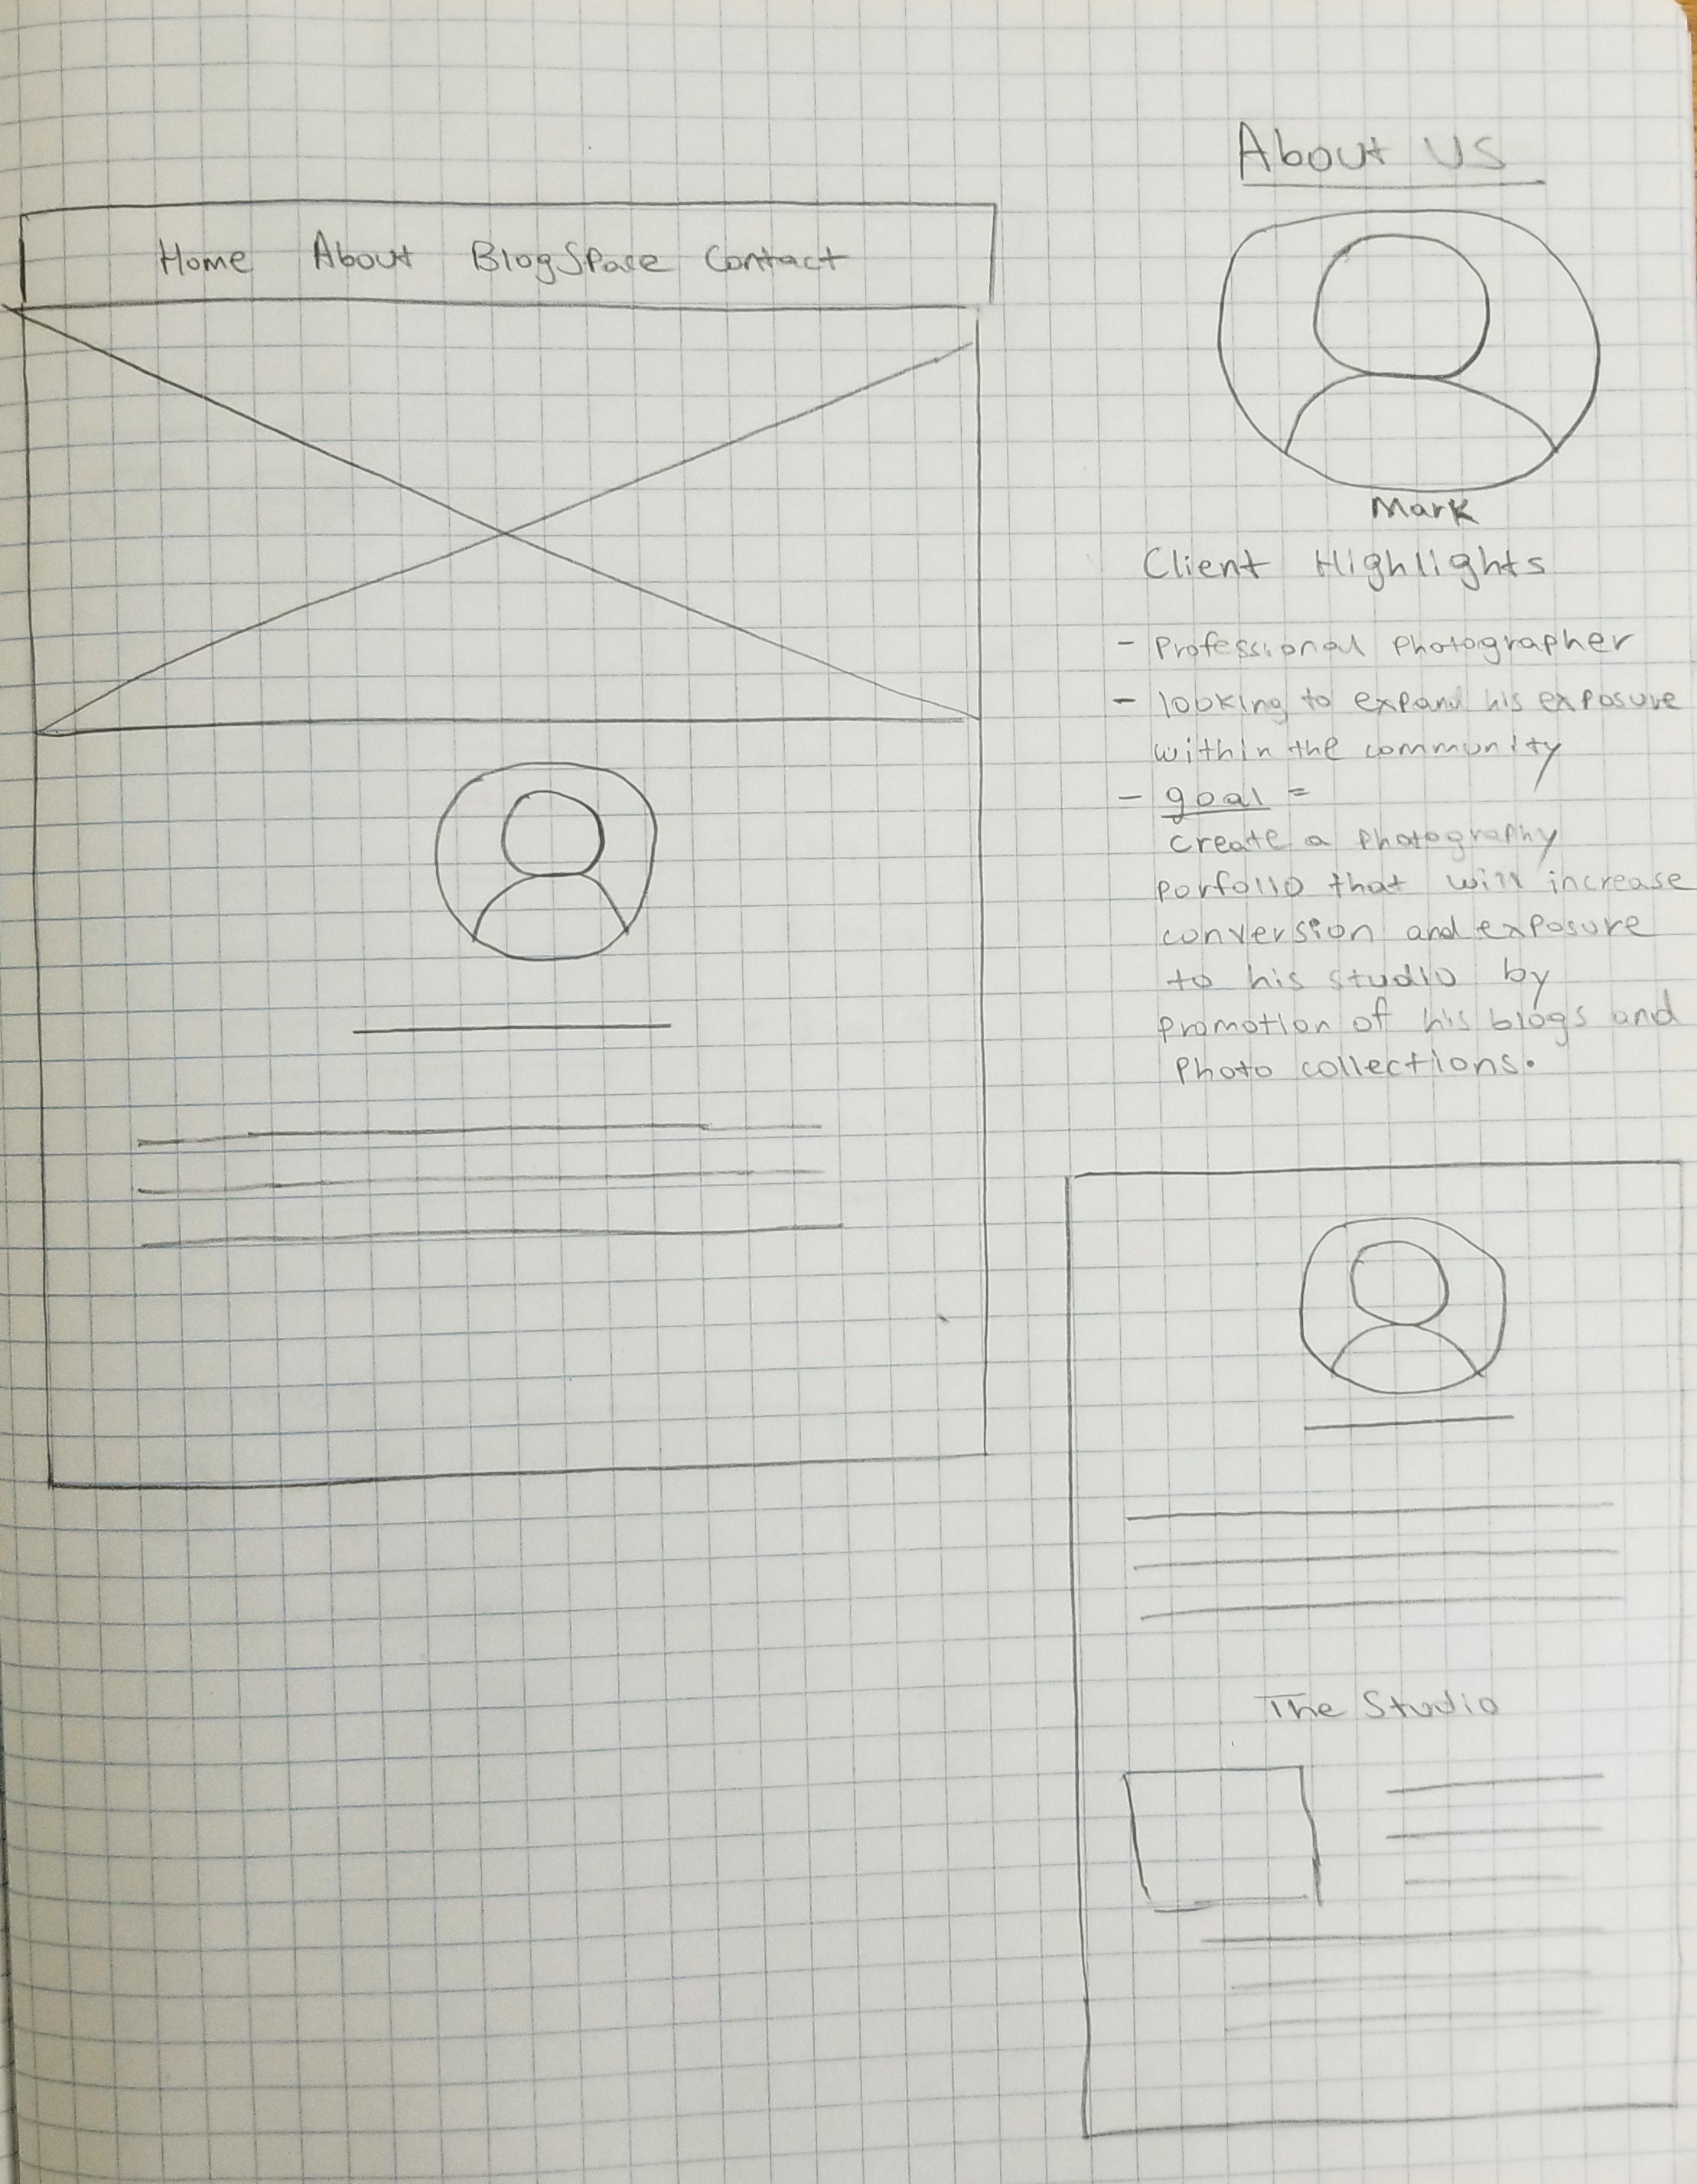 Home About BlogSpace Contact
About US
Mark
Client Highlights
- Professional Photographer
- looking to expand his exposure
within the community
- goal =
create a photography
porfolio that will increase
conversion and exposure
to his studio by
promotion of his blogs and
Photo collections.
The Studio